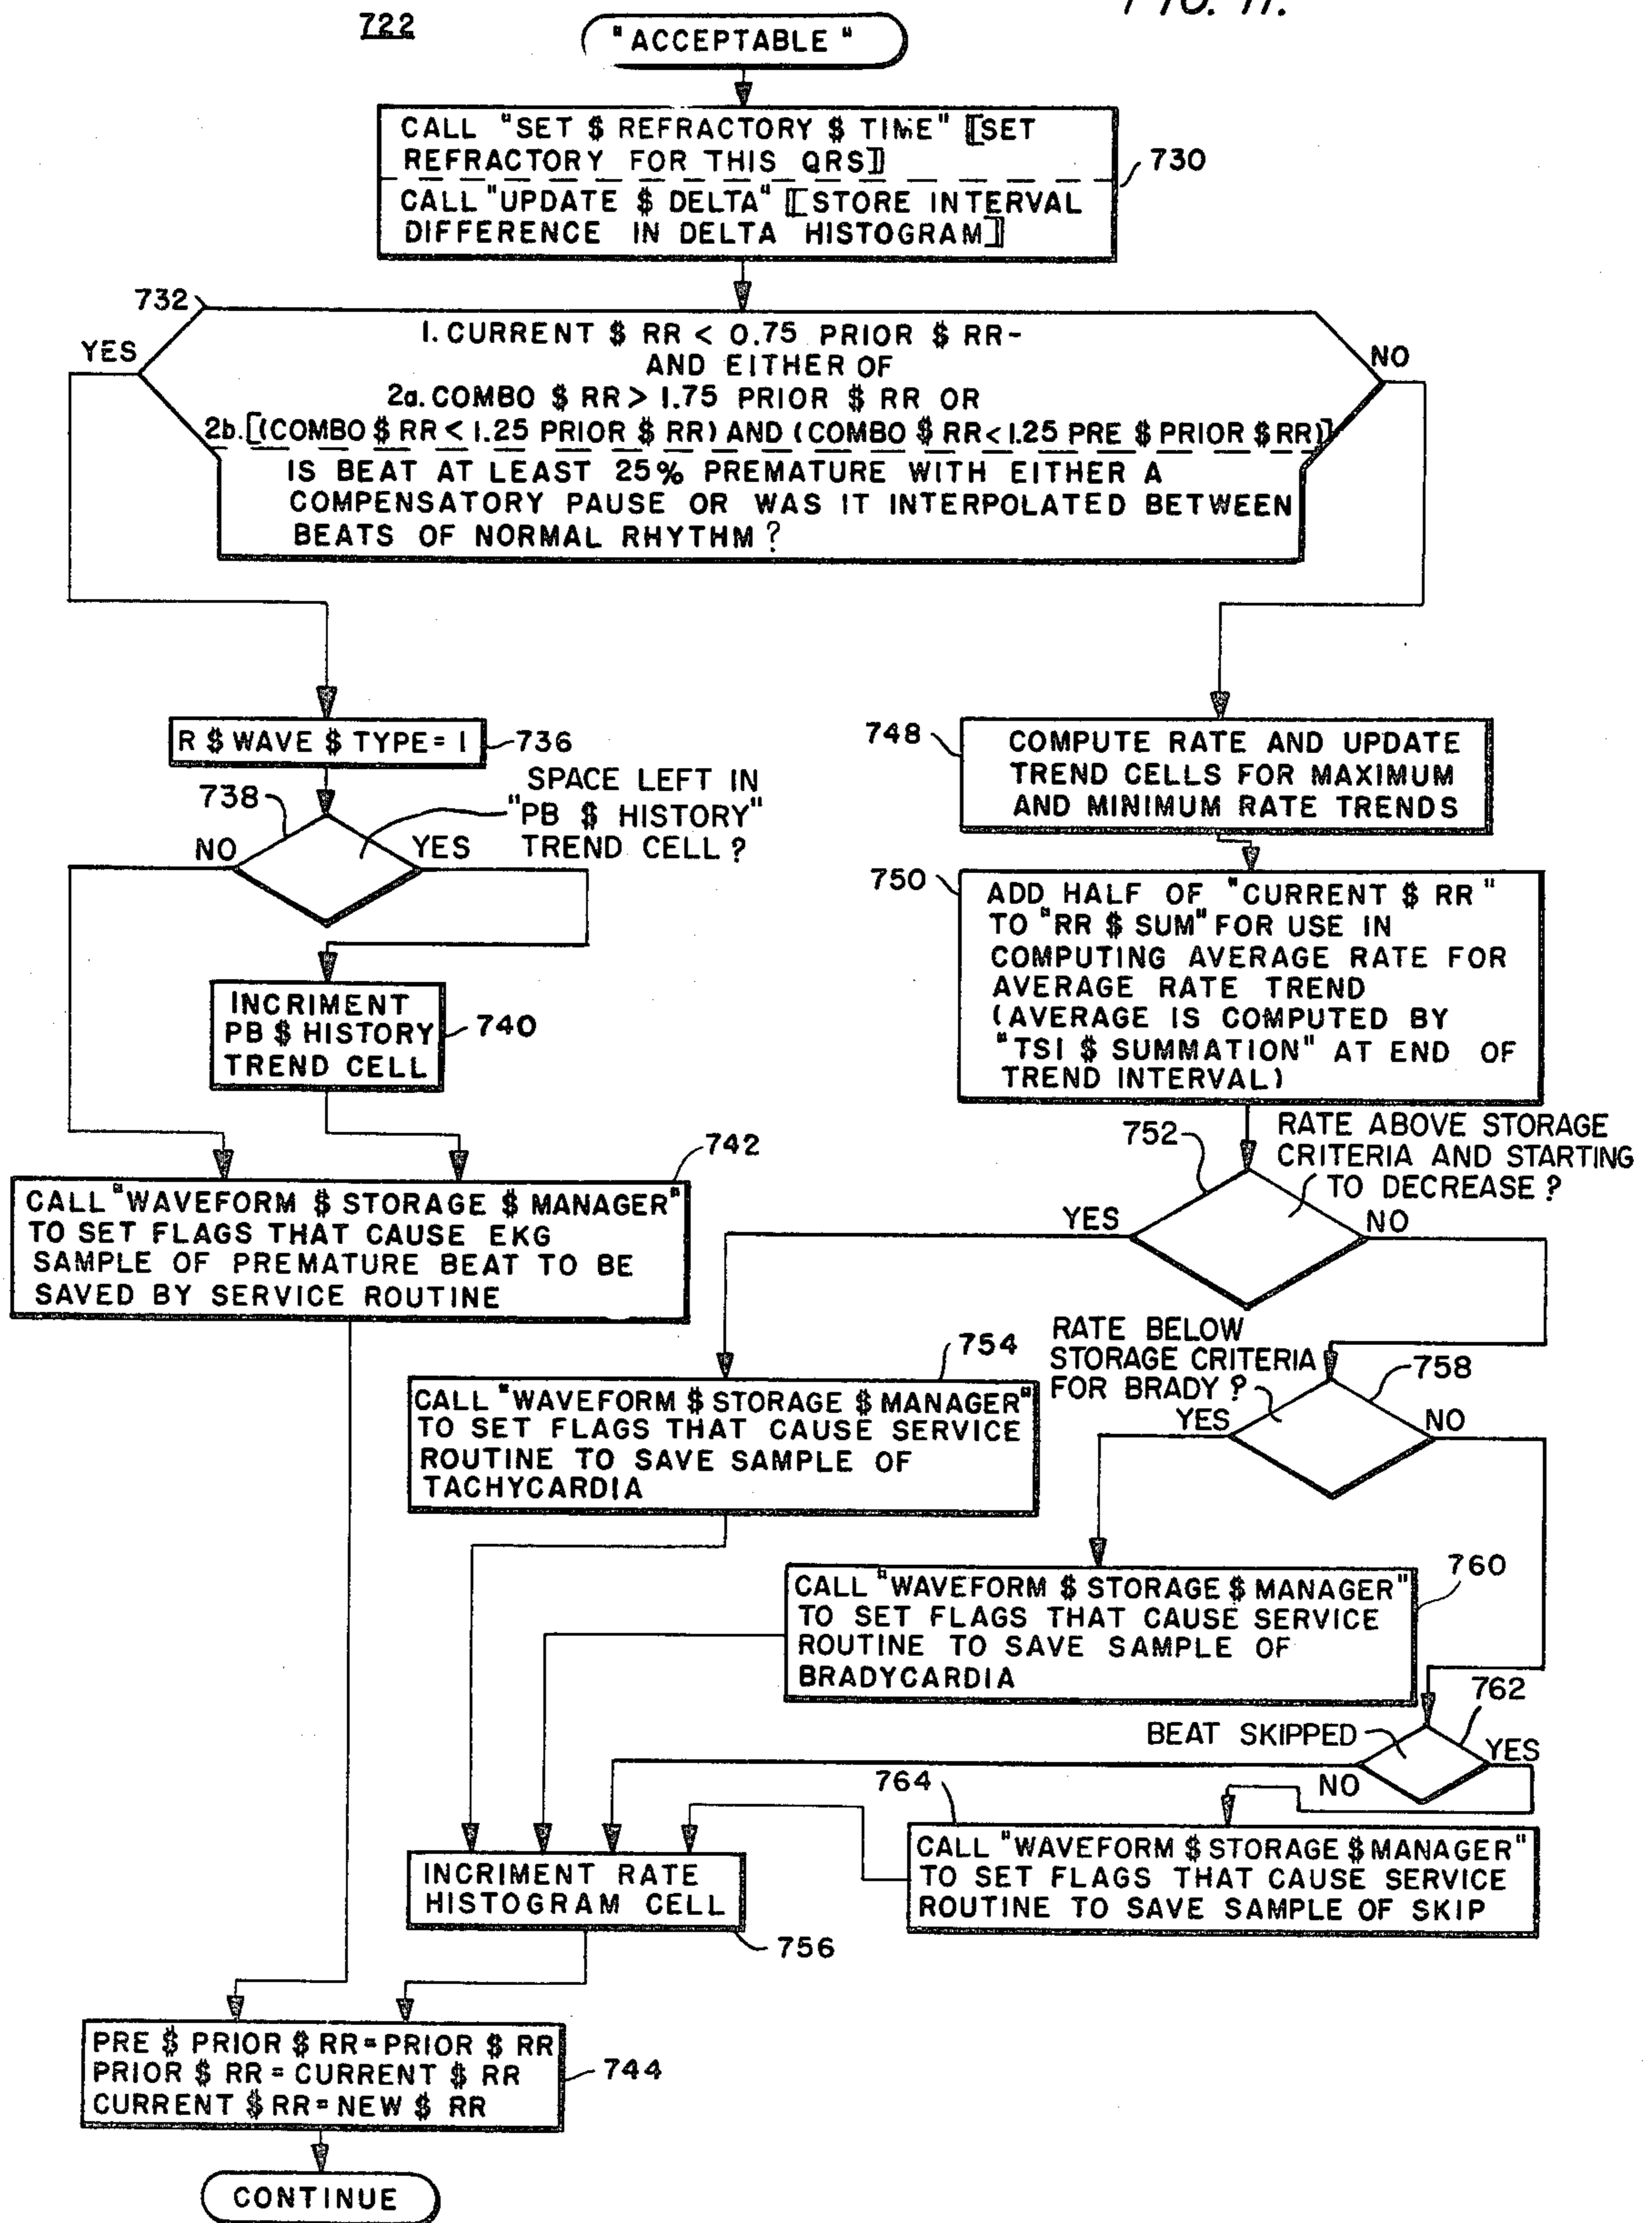 722
FIG. 11.
"ACCEPTABLE"
CALL "SET $ REFRACTORY $ TIME" [[SET
REFRACTORY FOR THIS QRS]]
CALL "UPDATE $ DELTA" [[STORE INTERVAL
DIFFERENCE IN DELTA HISTOGRAM]]
730
732
YES
NO
1. CURRENT $ RR < 0.75 PRIOR $ RR-
AND EITHER OF
2a. COMBO $ RR > 1.75 PRIOR $ RR OR
2b. [(COMBO $ RR < 1.25 PRIOR $ RR) AND (COMBO $ RR < 1.25 PRE $ PRIOR $ RR)]
IS BEAT AT LEAST 25% PREMATURE WITH EITHER A
COMPENSATORY PAUSE OR WAS IT INTERPOLATED BETWEEN
BEATS OF NORMAL RHYTHM?
R $ WAVE $ TYPE = 1
736
738
SPACE LEFT IN
"PB $ HISTORY"
TREND CELL?
NO
YES
INCRIMENT
PB $ HISTORY
TREND CELL
740
742
CALL "WAVEFORM $ STORAGE $ MANAGER"
TO SET FLAGS THAT CAUSE EKG
SAMPLE OF PREMATURE BEAT TO BE
SAVED BY SERVICE ROUTINE
748
COMPUTE RATE AND UPDATE
TREND CELLS FOR MAXIMUM
AND MINIMUM RATE TRENDS
750
ADD HALF OF "CURRENT $ RR"
TO "RR $ SUM" FOR USE IN
COMPUTING AVERAGE RATE FOR
AVERAGE RATE TREND
(AVERAGE IS COMPUTED BY
"TSI $ SUMMATION" AT END OF
TREND INTERVAL)
752
RATE ABOVE STORAGE
CRITERIA AND STARTING
TO DECREASE?
YES
NO
754
CALL "WAVEFORM $ STORAGE $ MANAGER"
TO SET FLAGS THAT CAUSE SERVICE
ROUTINE TO SAVE SAMPLE OF
TACHYCARDIA
RATE BELOW
STORAGE CRITERIA
FOR BRADY?
758
YES
NO
760
CALL "WAVEFORM $ STORAGE $ MANAGER"
TO SET FLAGS THAT CAUSE SERVICE
ROUTINE TO SAVE SAMPLE OF
BRADYCARDIA
762
BEAT SKIPPED
YES
NO
764
CALL "WAVEFORM $ STORAGE $ MANAGER"
TO SET FLAGS THAT CAUSE SERVICE
ROUTINE TO SAVE SAMPLE OF SKIP
INCRIMENT RATE
HISTOGRAM CELL
756
PRE $ PRIOR $ RR = PRIOR $ RR
PRIOR $ RR = CURRENT $ RR
CURRENT $ RR = NEW $ RR
744
CONTINUE